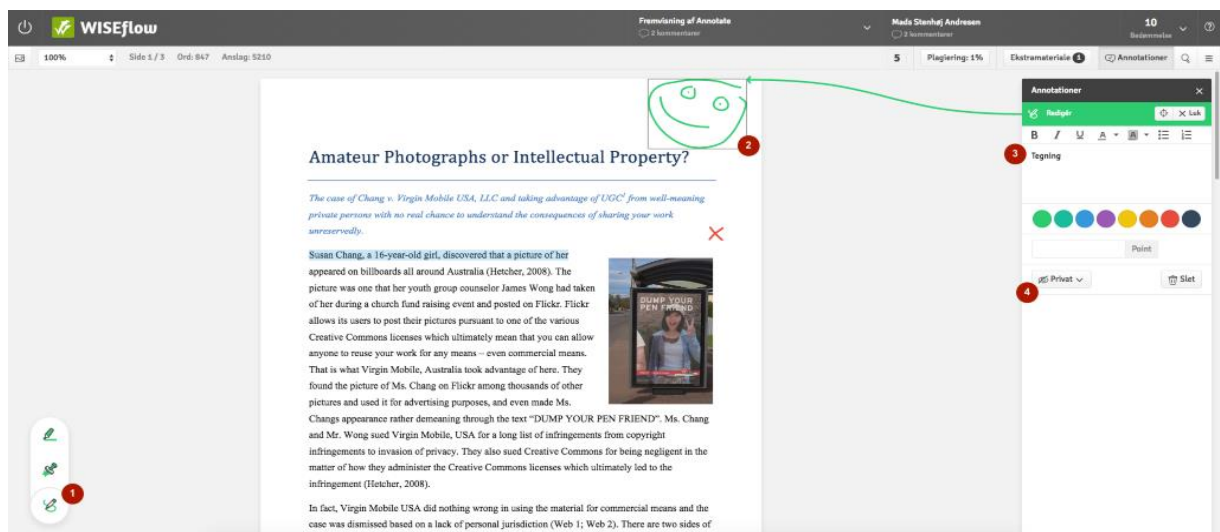 WISEflow
Fremvisning af Annotate
2 kommentarer
Mads Stenhøj Andresen
2 kommentarer
10
Bedømmelse
100%
Side 1 / 3
Ord: 847
Anslag: 5210
5
Plagiering: 1%
Ekstramateriale 1
Annotationer
Annotationer
Redigér
Luk
B I U A A
3
Tegning
Point
4
Privat
Slet
2
1
Amateur Photographs or Intellectual Property?
The case of Chang v. Virgin Mobile USA, LLC and taking advantage of UGC¹ from well-meaning
private persons with no real chance to understand the consequences of sharing your work
unreservedly.
Susan Chang, a 16-year-old girl, discovered that a picture of her
appeared on billboards all around Australia (Hetcher, 2008). The
picture was one that her youth group counselor James Wong had taken
of her during a church fund raising event and posted on Flickr. Flickr
allows its users to post their pictures pursuant to one of the various
Creative Commons licenses which ultimately mean that you can allow
anyone to reuse your work for any means – even commercial means.
That is what Virgin Mobile, Australia took advantage of here. They
found the picture of Ms. Chang on Flickr among thousands of other
pictures and used it for advertising purposes, and even made Ms.
Changs appearance rather demeaning through the text “DUMP YOUR PEN FRIEND”. Ms. Chang
and Mr. Wong sued Virgin Mobile, USA for a long list of infringements from copyright
infringements to invasion of privacy. They also sued Creative Commons for being negligent in the
matter of how they administer the Creative Commons licenses which ultimately led to the
infringement (Hetcher, 2008).
In fact, Virgin Mobile USA did nothing wrong in using the material for commercial means and the
case was dismissed based on a lack of personal jurisdiction (Web 1; Web 2). There are two sides of
DUMP YOUR
PEN FRIEND